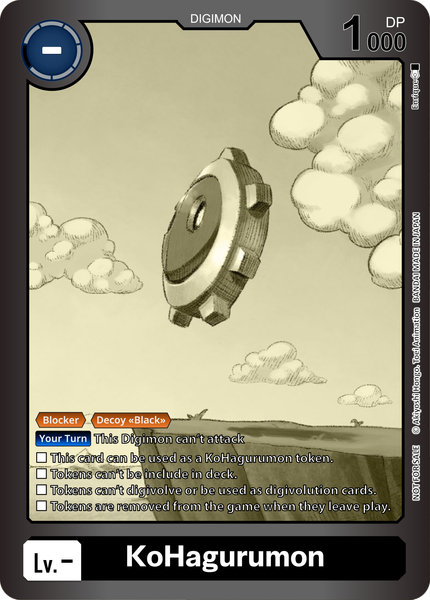 DIGIMON
-
DP
1000
Enrique
NOT FOR SALE © Akiyoshi Hongo, Toei Animation BANDAI MADE IN JAPAN
Blocker Decoy «Black»
Your Turn This Digimon can't attack
This card can be used as a KoHagurumon token.
Tokens can't be include in deck.
Tokens can't digivolve or be used as digivolution cards.
Tokens are removed from the game when they leave play.
Lv.-
KoHagurumon